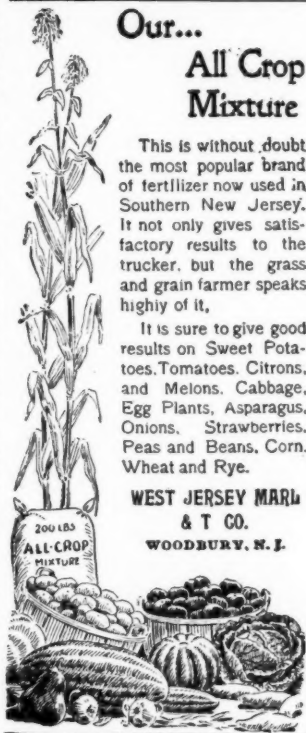 Our...
All Crop
Mixture
This is without doubt
the most popular brand
of fertilizer now used in
Southern New Jersey.
It not only gives satis-
factory results to the
trucker, but the grass
and grain farmer speaks
highly of it.
It is sure to give good
results on Sweet Pota-
toes, Tomatoes. Citrons,
and Melons. Cabbage,
Egg Plants, Asparagus,
Onions, Strawberries,
Peas and Beans, Corn,
Wheat and Rye.
WEST JERSEY MARL
& T CO.
WOODBURY, N. J.
200 LBS
ALL-CROP
MIXTURE